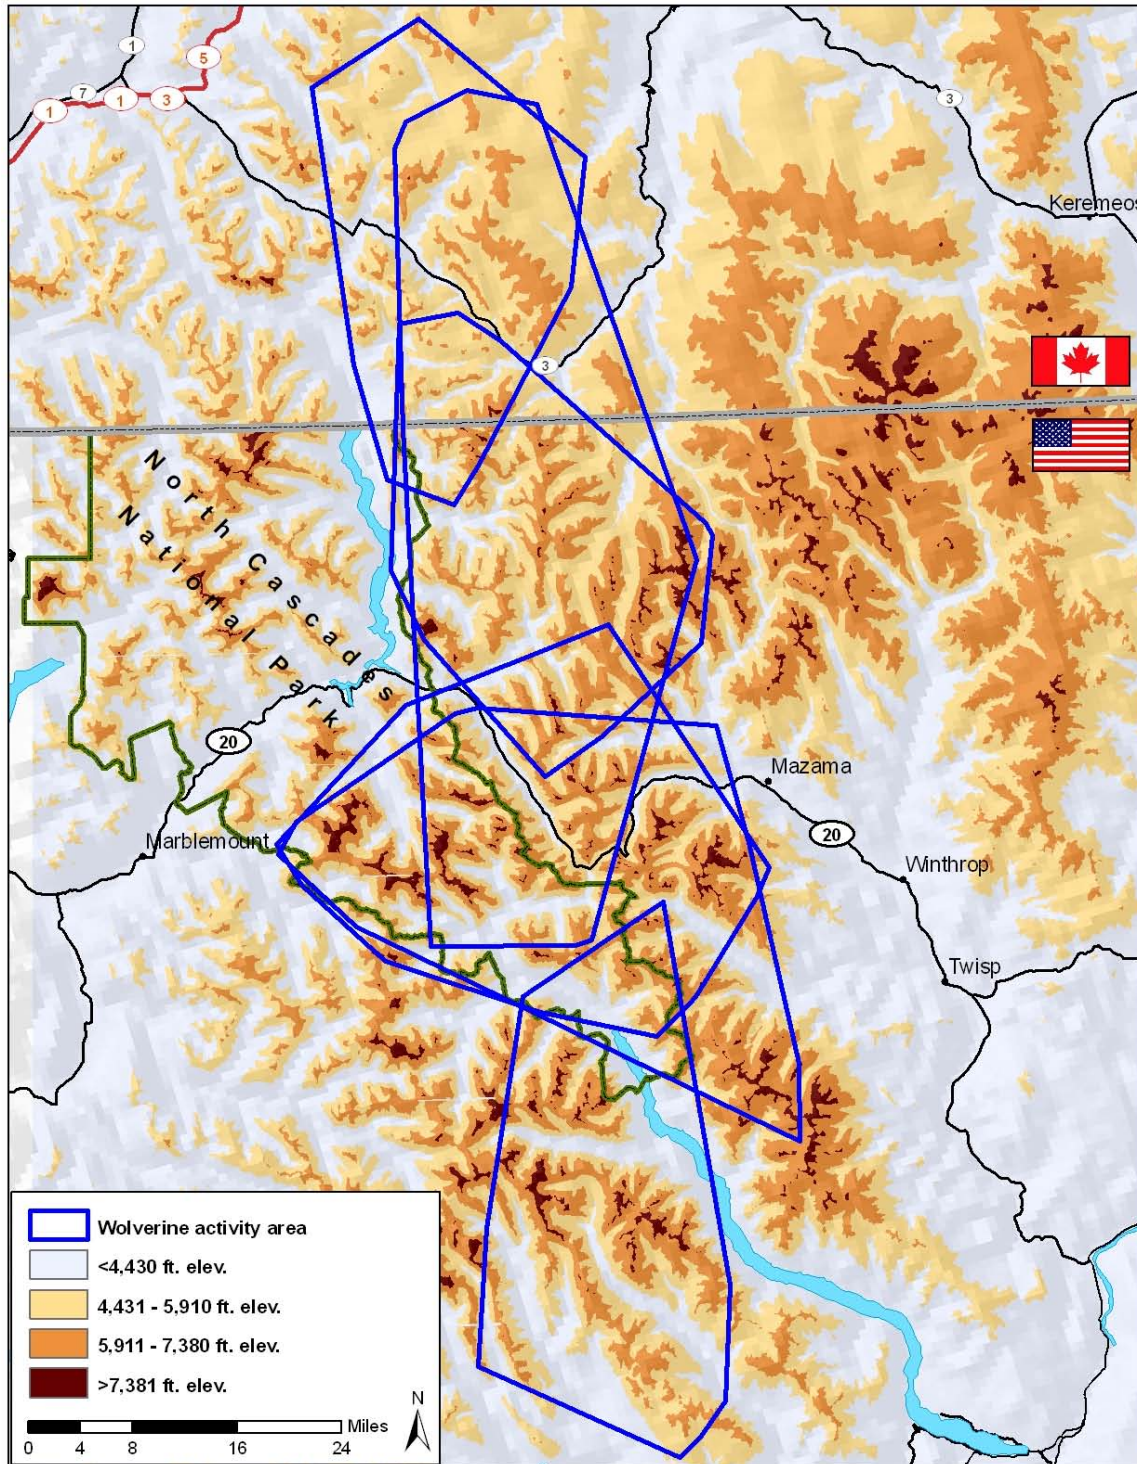 1
5
7
1
3
1
3
Keremeos
3
North Cascades
National Park
20
Mazama
20
Marblemount
Winthrop
Twisp
Wolverine activity area
<4,430 ft. elev.
4,431 - 5,910 ft. elev.
5,911 - 7,380 ft. elev.
>7,381 ft. elev.
N
Miles
0 4 8 16 24